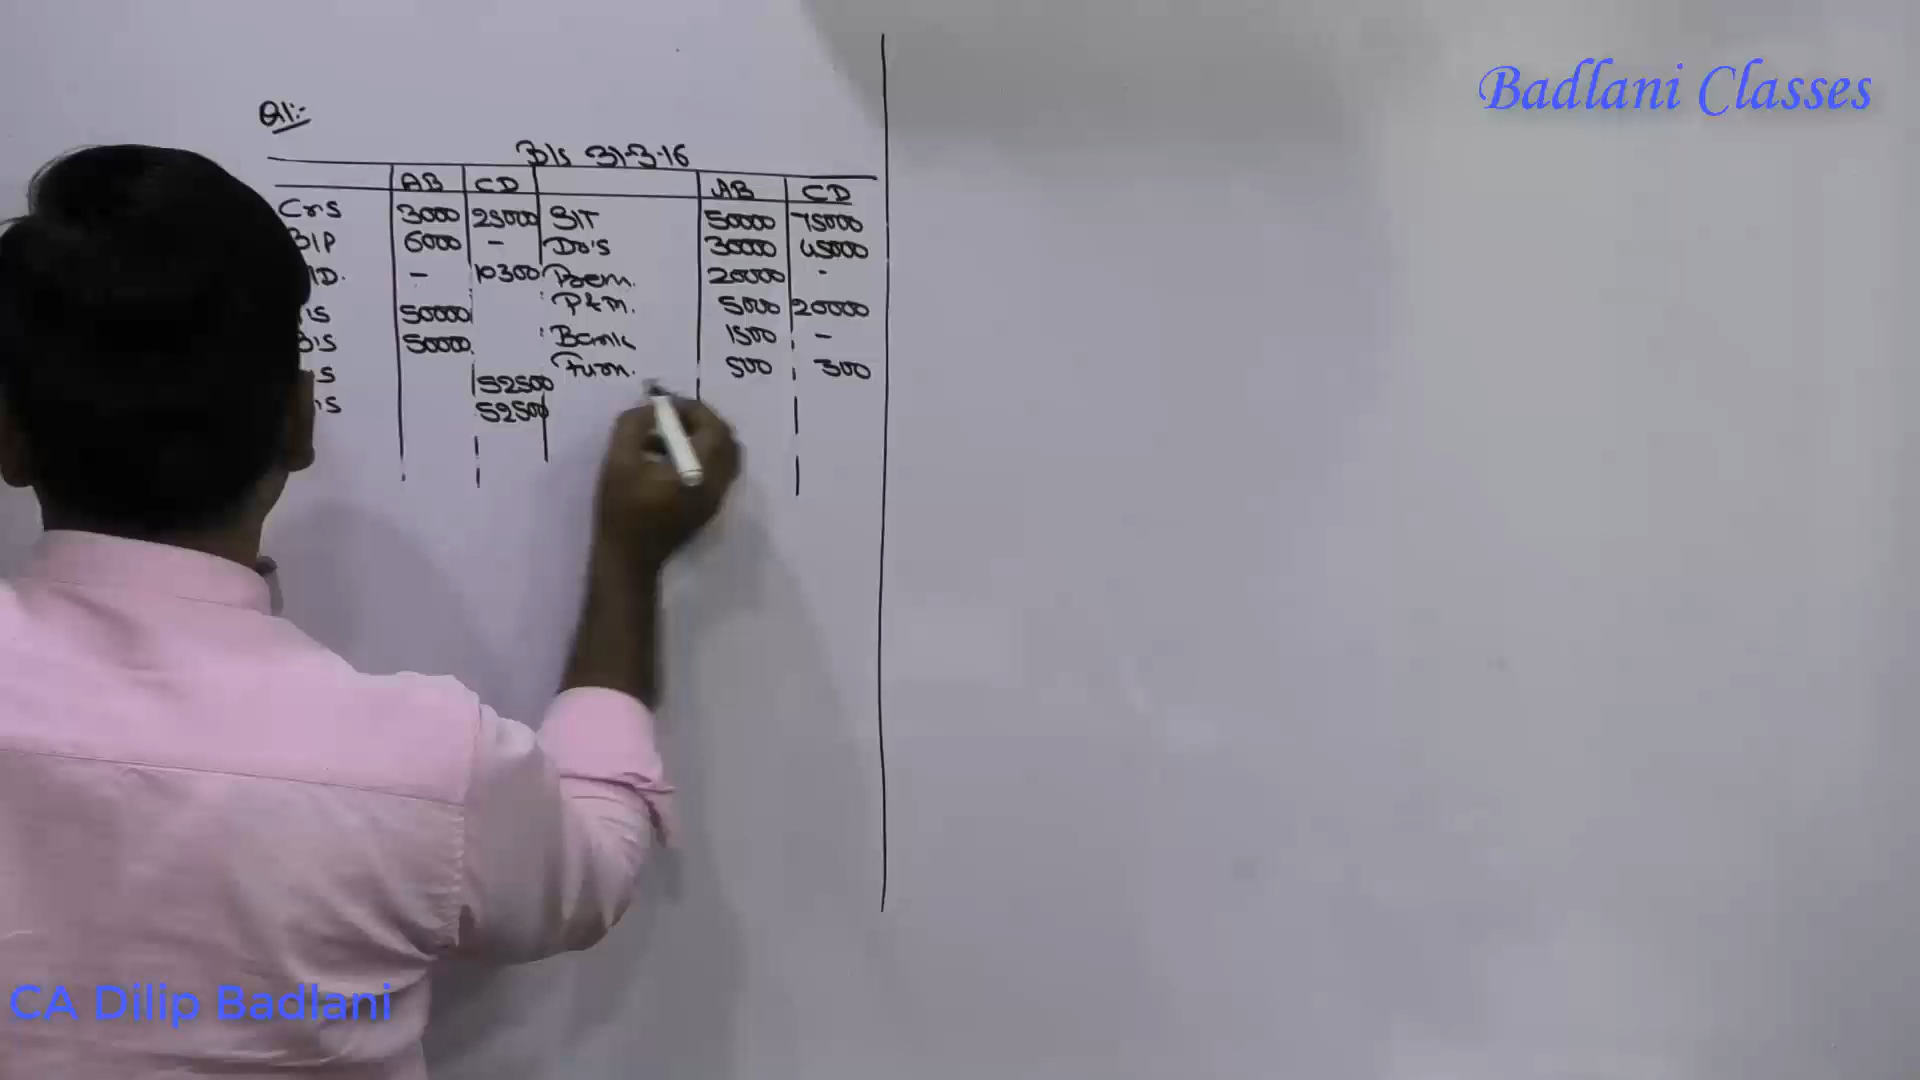 Badlani Classes
Q1:-
B/s 31-3-16
AB CD AB CD
Crs 3000 25000 S/T 50000 75000
B/P 6000 - Dr's 30000 45000
- 10300 Prem. 20000 -
50000 P&M. 5000 20000
50000 Bank 1500 -
52500 Furn. 500 300
52500
CA Dilip Badlani